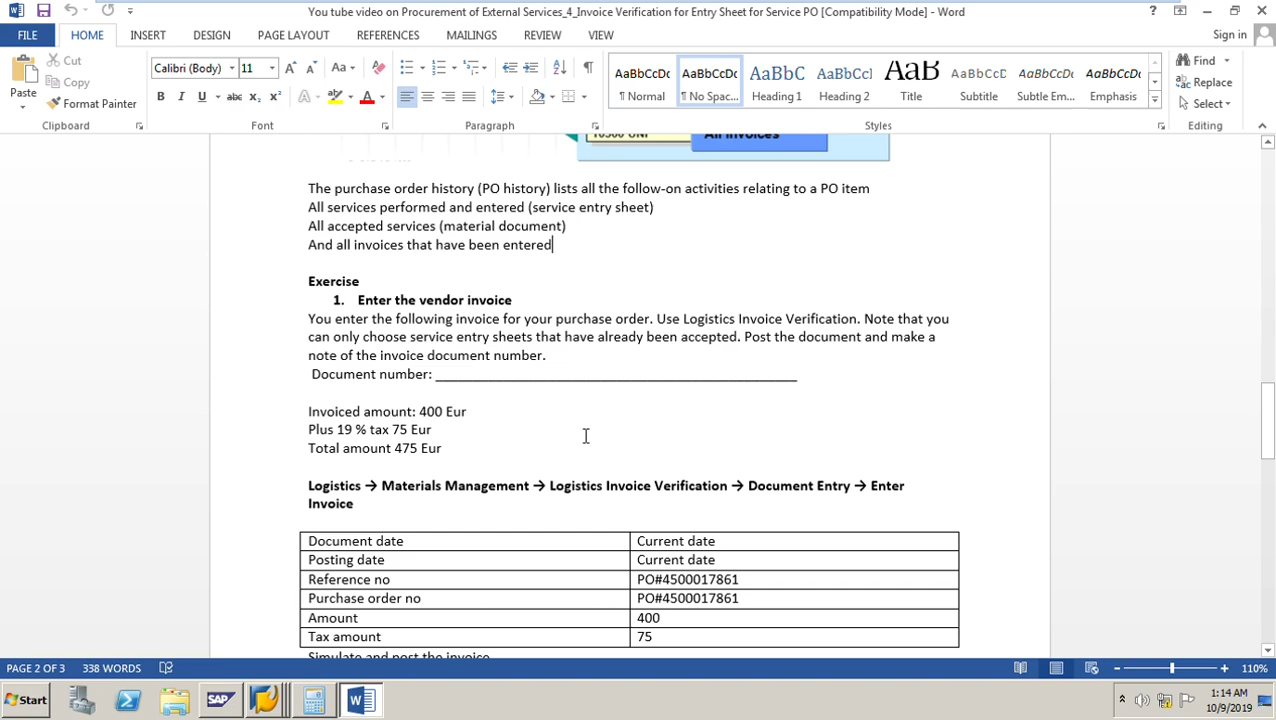 You tube video on Procurement of External Services_4_Invoice Verification for Entry Sheet for Service PO [Compatibility Mode] - Word
FILE HOME INSERT DESIGN PAGE LAYOUT REFERENCES MAILINGS REVIEW VIEW Sign in
Paste Cut Copy Format Painter
Calibri (Body) 11
AaBbCcDc AaBbCcDc AaBbC AaBbCc AaB AaBbCcD AaBbCcDc AaBbCcDc
¶ Normal ¶ No Spac... Heading 1 Heading 2 Title Subtitle Subtle Em... Emphasis
Find Replace Select
Clipboard Font Paragraph Styles Editing
The purchase order history (PO history) lists all the follow-on activities relating to a PO item
All services performed and entered (service entry sheet)
All accepted services (material document)
And all invoices that have been entered
Exercise
1. Enter the vendor invoice
You enter the following invoice for your purchase order. Use Logistics Invoice Verification. Note that you
can only choose service entry sheets that have already been accepted. Post the document and make a
note of the invoice document number.
Document number: ____________________________________________________
Invoiced amount: 400 Eur
Plus 19 % tax 75 Eur
Total amount 475 Eur
Logistics → Materials Management → Logistics Invoice Verification → Document Entry → Enter
Invoice
Document date Current date
Posting date Current date
Reference no PO#4500017861
Purchase order no PO#4500017861
Amount 400
Tax amount 75
Simulate and post the invoice
PAGE 2 OF 3 338 WORDS 110%
Start SAP 1:14 AM
10/9/2019